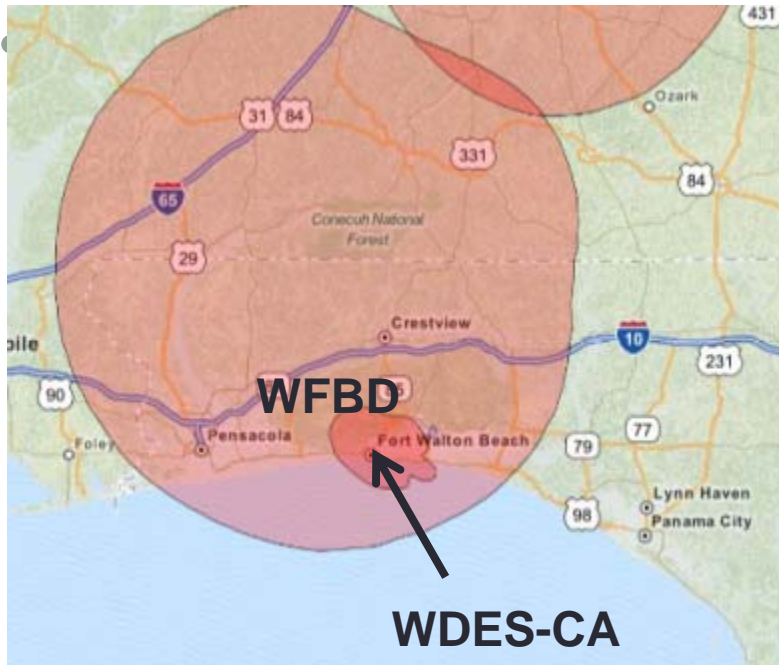 431
Ozark
31 84
331
84
65
Conecuh National
Forest
29
Crestview
10
bile
231
WFBD
90
Pensacola
Fort Walton Beach
Foley
77
79
Lynn Haven
98
Panama City
WDES-CA